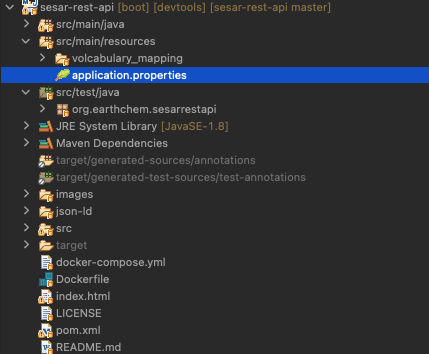 sesar-rest-api [boot] [devtools] [sesar-rest-api master]
src/main/java
src/main/resources
volcabulary_mapping
application.properties
src/test/java
org.earthchem.sesarrestapi
JRE System Library [JavaSE-1.8]
Maven Dependencies
target/generated-sources/annotations
target/generated-test-sources/test-annotations
images
json-ld
src
target
docker-compose.yml
Dockerfile
index.html
LICENSE
pom.xml
README.md